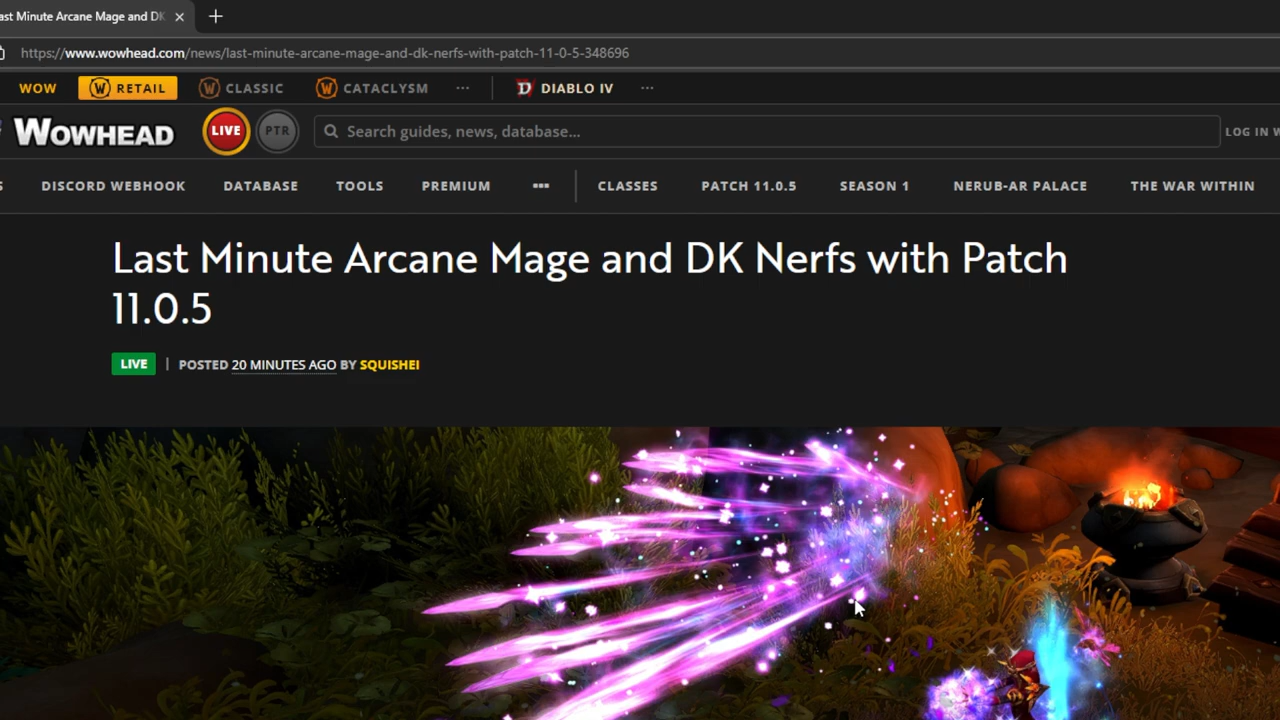 ast Minute Arcane Mage and DK
https://www.wowhead.com/news/last-minute-arcane-mage-and-dk-nerfs-with-patch-11-0-5-348696
WOW RETAIL CLASSIC CATACLYSM ... DIABLO IV ...
WOWHEAD LIVE PTR Search guides, news, database... LOG IN W
S DISCORD WEBHOOK DATABASE TOOLS PREMIUM ... CLASSES PATCH 11.0.5 SEASON 1 NERUB-AR PALACE THE WAR WITHIN
Last Minute Arcane Mage and DK Nerfs with Patch
11.0.5
LIVE | POSTED 20 MINUTES AGO BY SQUISHEI